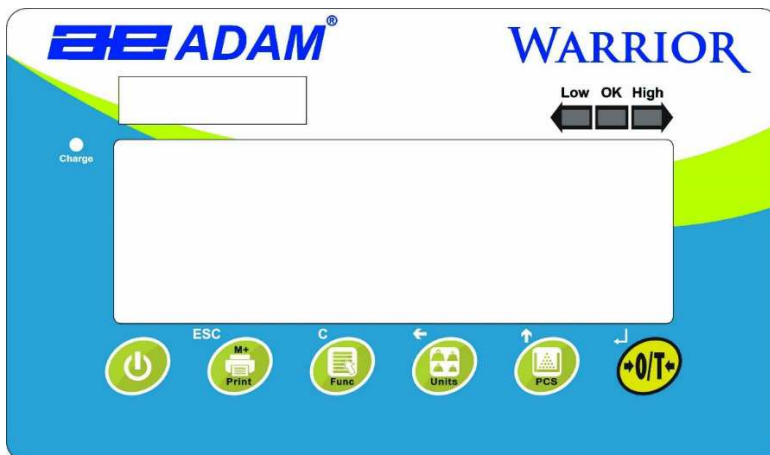 ADAM®
WARRIOR
Low OK High
Charge
ESC
C
M+
Print
Func
Units
PCS
0/T